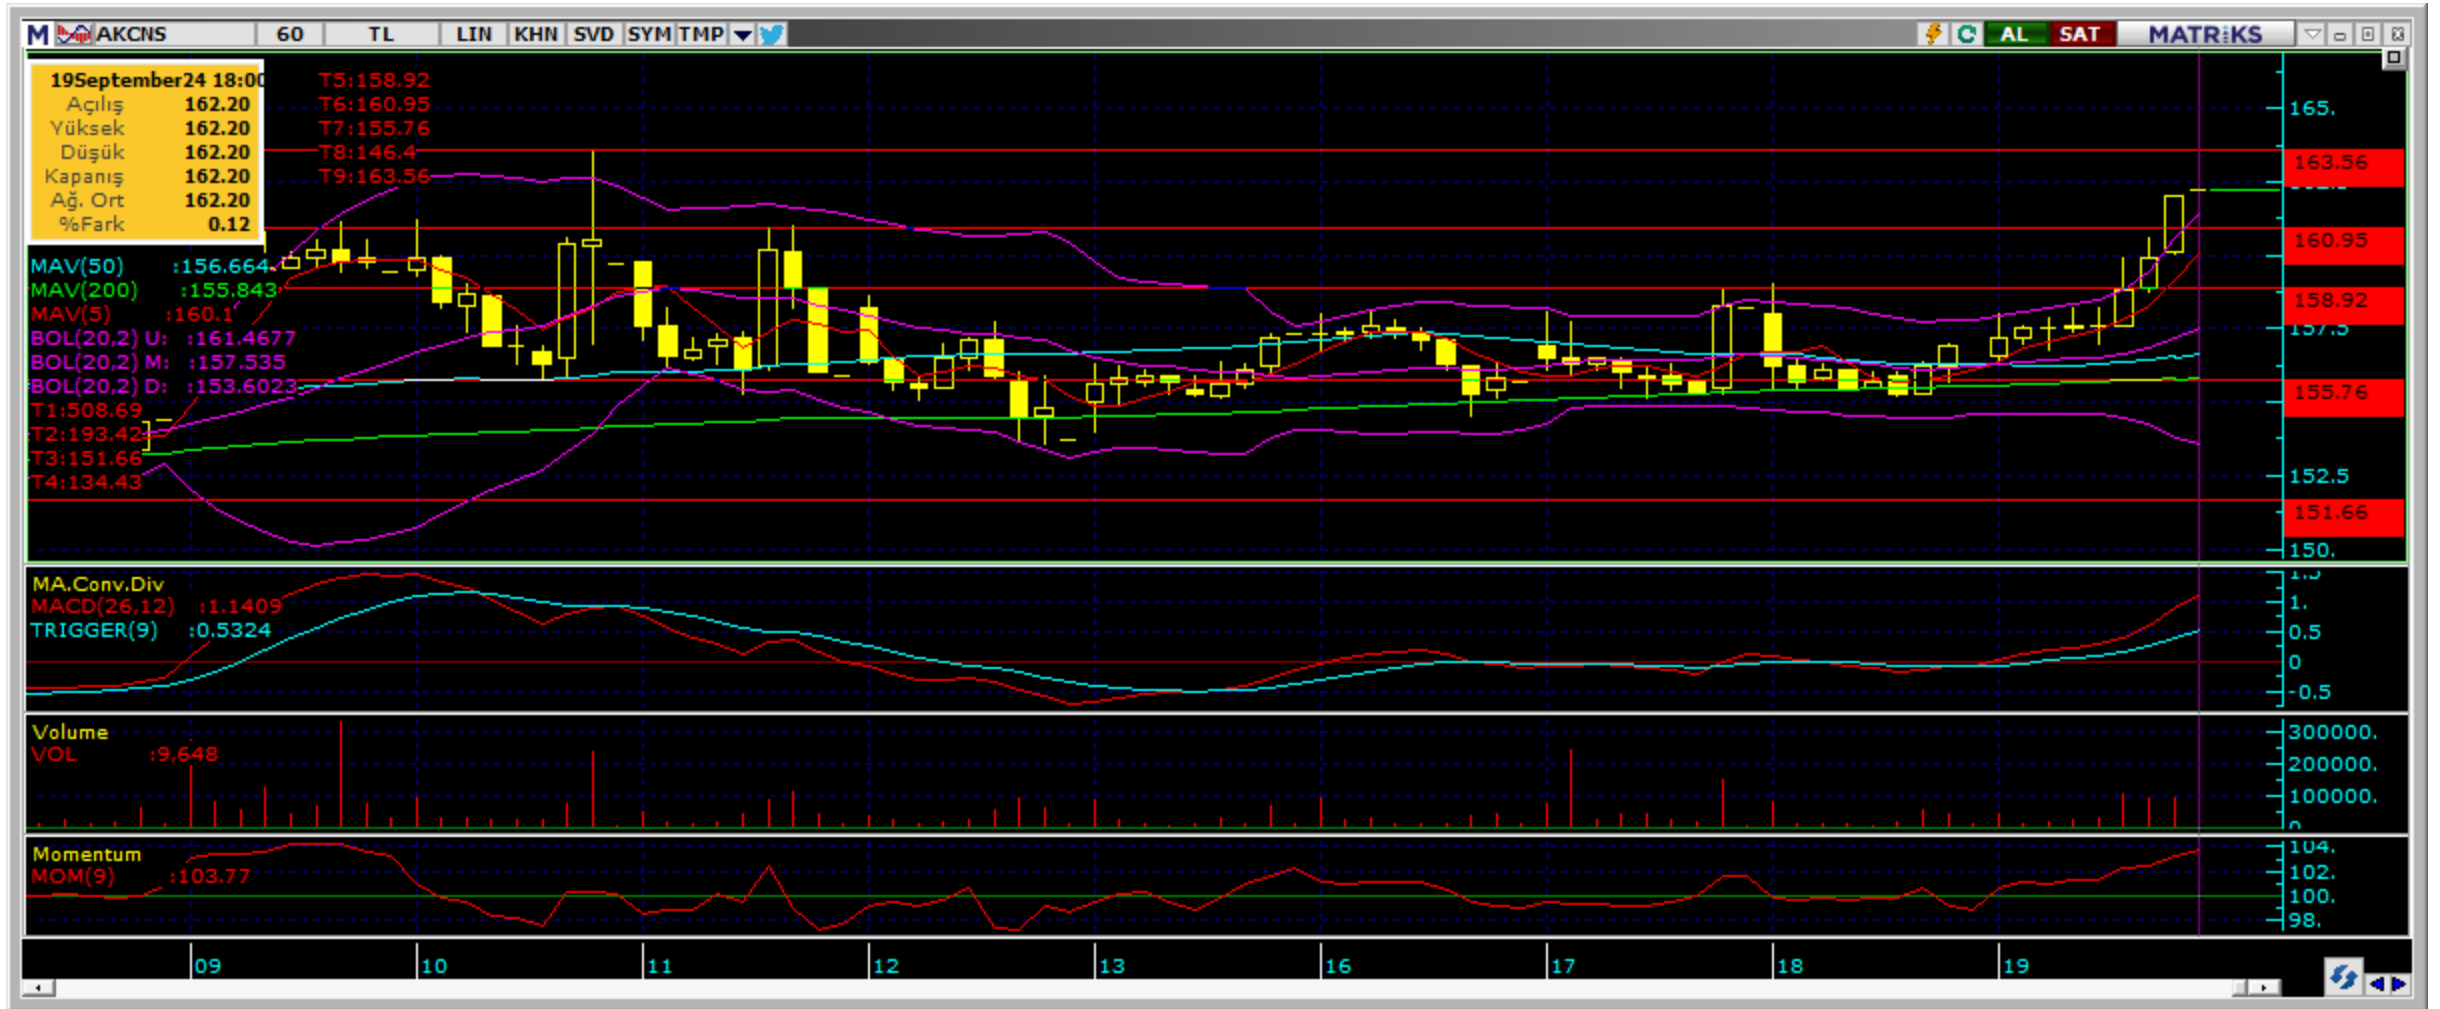 M AKCNS 60 TL LIN KHN SVD SYM TMP AL SAT MATRiKS
19September24 18:00
Açılış 162.20
Yüksek 162.20
Düşük 162.20
Kapanış 162.20
Ağ. Ort 162.20
%Fark 0.12
T5:158.92
T6:160.95
T7:155.76
T8:146.4
T9:163.56
MAV(50) :156.664
MAV(200) :155.843
MAV(5) :160.1
BOL(20,2) U: :161.4677
BOL(20,2) M: :157.535
BOL(20,2) D: :153.6023
T1:508.69
T2:193.42
T3:151.66
T4:134.43
165.
163.56
160.95
158.92
157.5
155.76
152.5
151.66
150.
MA.Conv.Div
MACD(26,12) :1.1409
TRIGGER(9) :0.5324
1.5
1.
0.5
0
-0.5
Volume
VOL :9,648
300000.
200000.
100000.
0
Momentum
MOM(9) :103.77
104.
102.
100.
98.
09 10 11 12 13 16 17 18 19